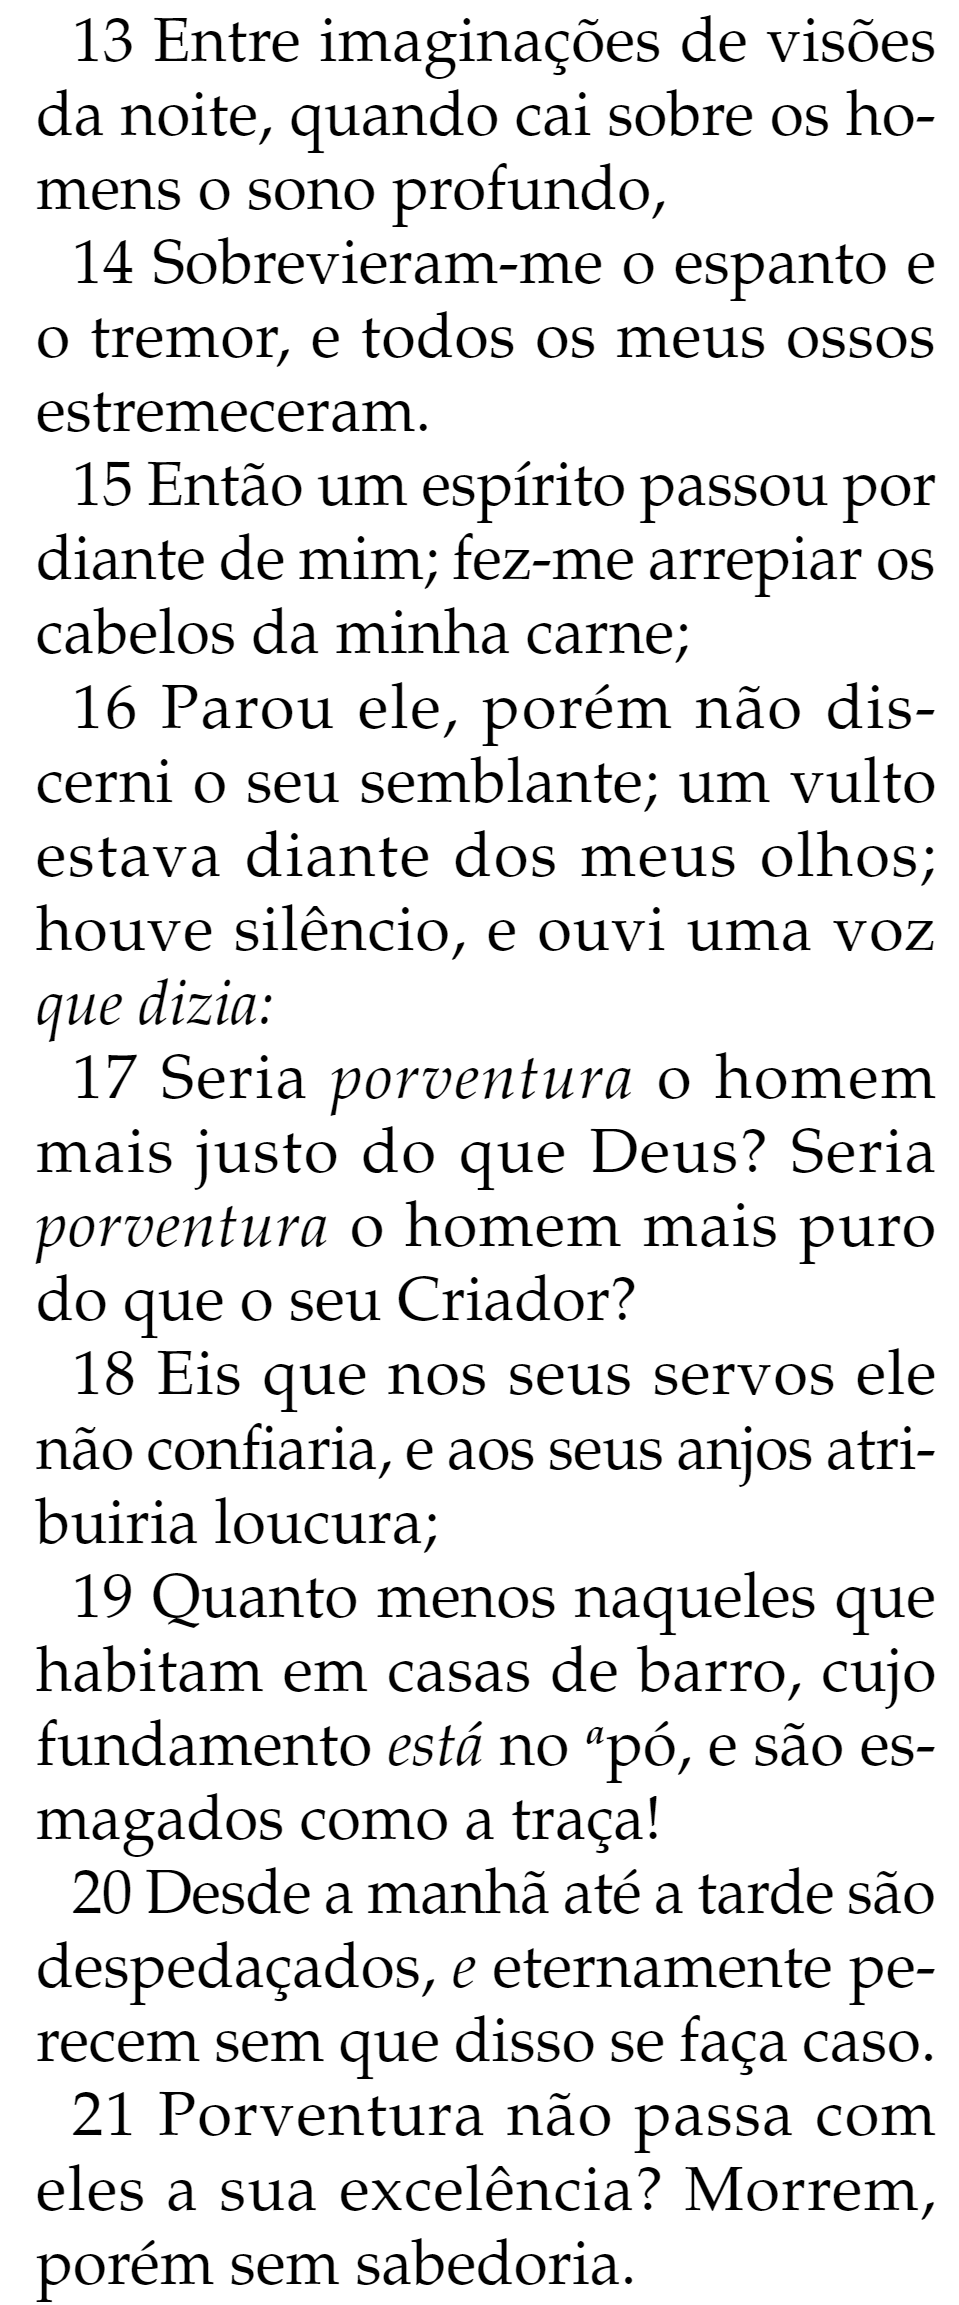 13 Entre imaginações de visões
da noite, quando cai sobre os ho-
mens o sono profundo,
14 Sobrevieram-me o espanto e
o tremor, e todos os meus ossos
estremeceram.
15 Então um espírito passou por
diante de mim; fez-me arrepiar os
cabelos da minha carne;
16 Parou ele, porém não dis-
cerni o seu semblante; um vulto
estava diante dos meus olhos;
houve silêncio, e ouvi uma voz
que dizia:
17 Seria porventura o homem
mais justo do que Deus? Seria
porventura o homem mais puro
do que o seu Criador?
18 Eis que nos seus servos ele
não confiaria, e aos seus anjos atri-
buiria loucura;
19 Quanto menos naqueles que
habitam em casas de barro, cujo
fundamento está no ᵃpó, e são es-
magados como a traça!
20 Desde a manhã até a tarde são
despedaçados, e eternamente pe-
recem sem que disso se faça caso.
21 Porventura não passa com
eles a sua excelência? Morrem,
porém sem sabedoria.